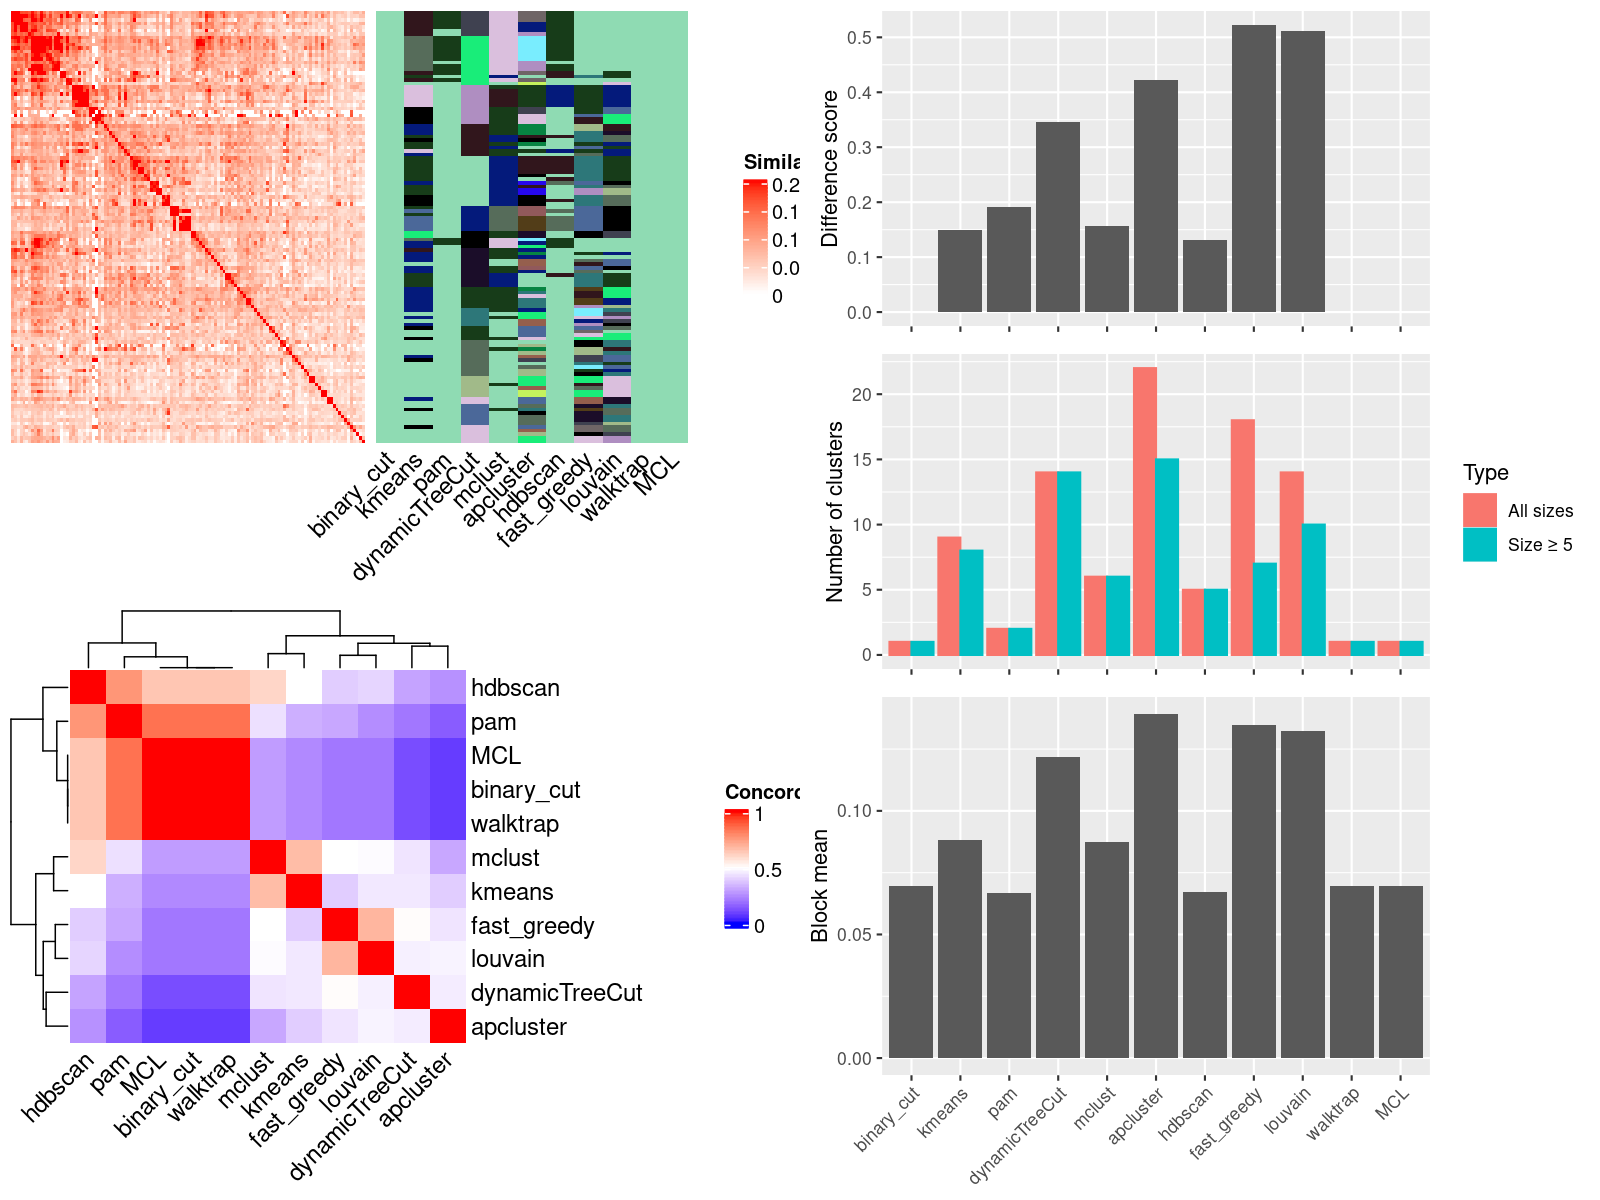 Simila
0.2
0.1
0.1
0.0
0
binary_cut
kmeans
pam
dynamicTreeCut
mclust
apcluster
hdbscan
fast_greedy
louvain
walktrap
MCL
hdbscan
pam
MCL
binary_cut
walktrap
mclust
kmeans
fast_greedy
louvain
dynamicTreeCut
apcluster
hdbscan
pam
MCL
binary_cut
walktrap
mclust
kmeans
fast_greedy
louvain
dynamicTreeCut
apcluster
Concord
1
0.5
0
Difference score
0.5
0.4
0.3
0.2
0.1
0.0
Number of clusters
20
15
10
5
0
Type
All sizes
Size ≥ 5
Block mean
0.10
0.05
0.00
binary_cut
kmeans
pam
dynamicTreeCut
mclust
apcluster
hdbscan
fast_greedy
louvain
walktrap
MCL